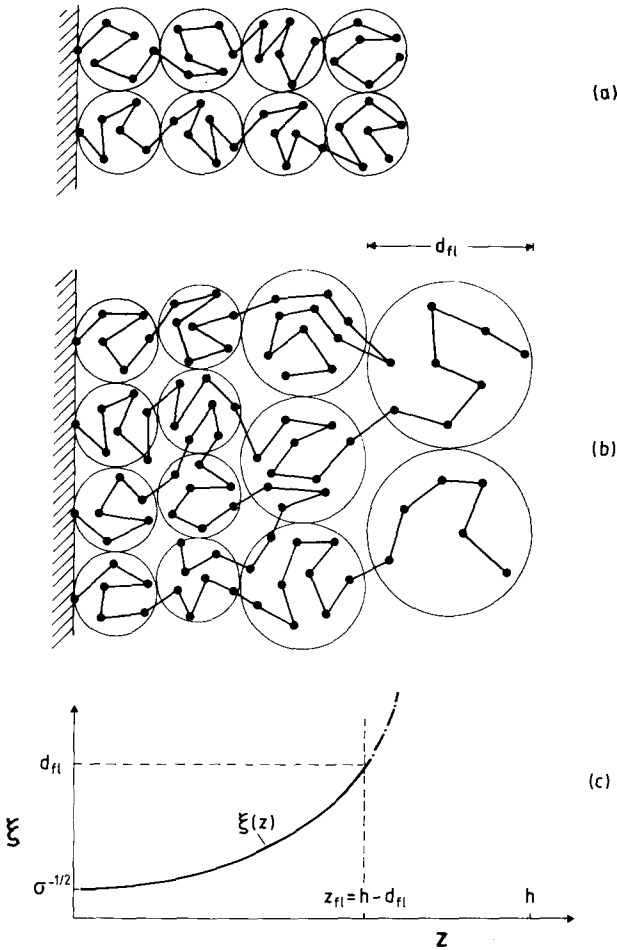 (a)
d_fl
(b)
(c)
d_fl
ξ
ξ(z)
σ^-1/2
z_fl = h - d_fl
h
z